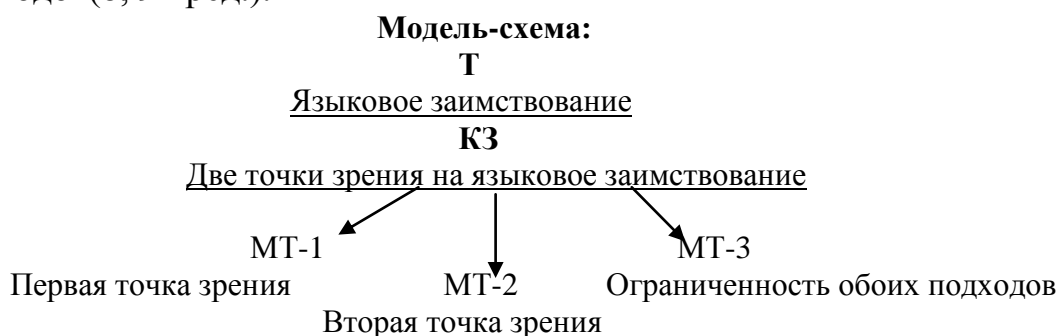 Модель-схема:
Т
Языковое заимствование
КЗ
Две точки зрения на языковое заимствование
МТ-1 МТ-3
Первая точка зрения МТ-2 Ограниченность обоих подходов
Вторая точка зрения